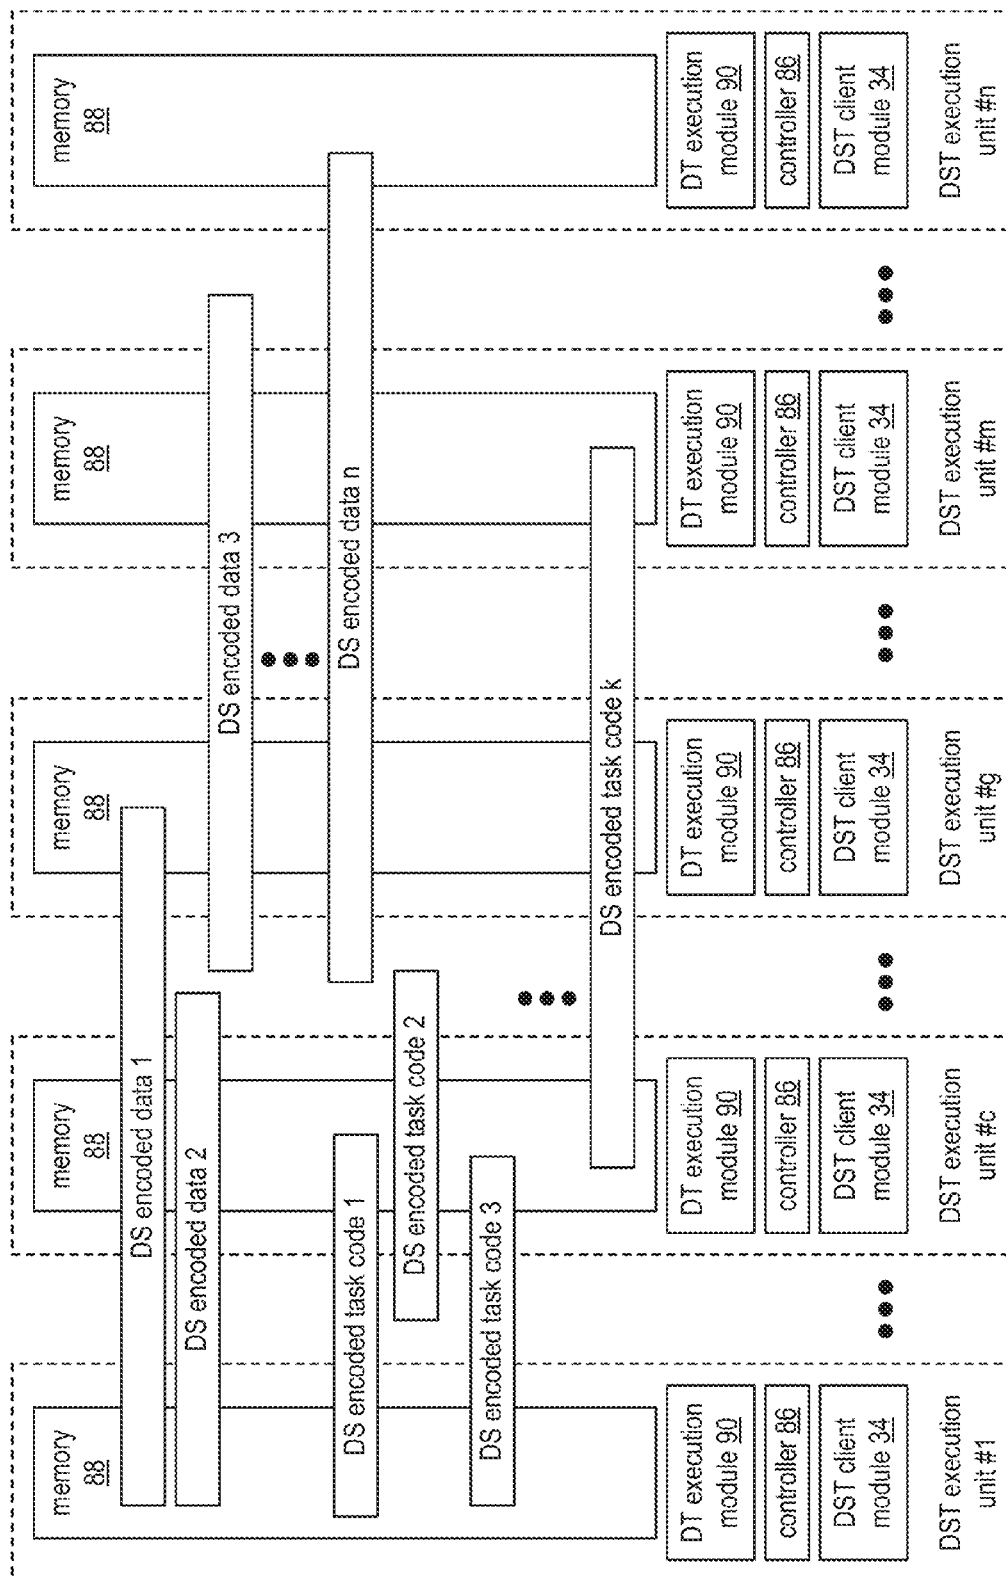 memory
88
DT execution
module 90
controller 86
DST client
module 34
DST execution
unit #1
memory
88
DT execution
module 90
controller 86
DST client
module 34
DST execution
unit #c
memory
88
DT execution
module 90
controller 86
DST client
module 34
DST execution
unit #g
memory
88
DT execution
module 90
controller 86
DST client
module 34
DST execution
unit #m
memory
88
DT execution
module 90
controller 86
DST client
module 34
DST execution
unit #n
DS encoded data 1
DS encoded data 2
DS encoded data 3
DS encoded data n
DS encoded task code 1
DS encoded task code 2
DS encoded task code 3
DS encoded task code k